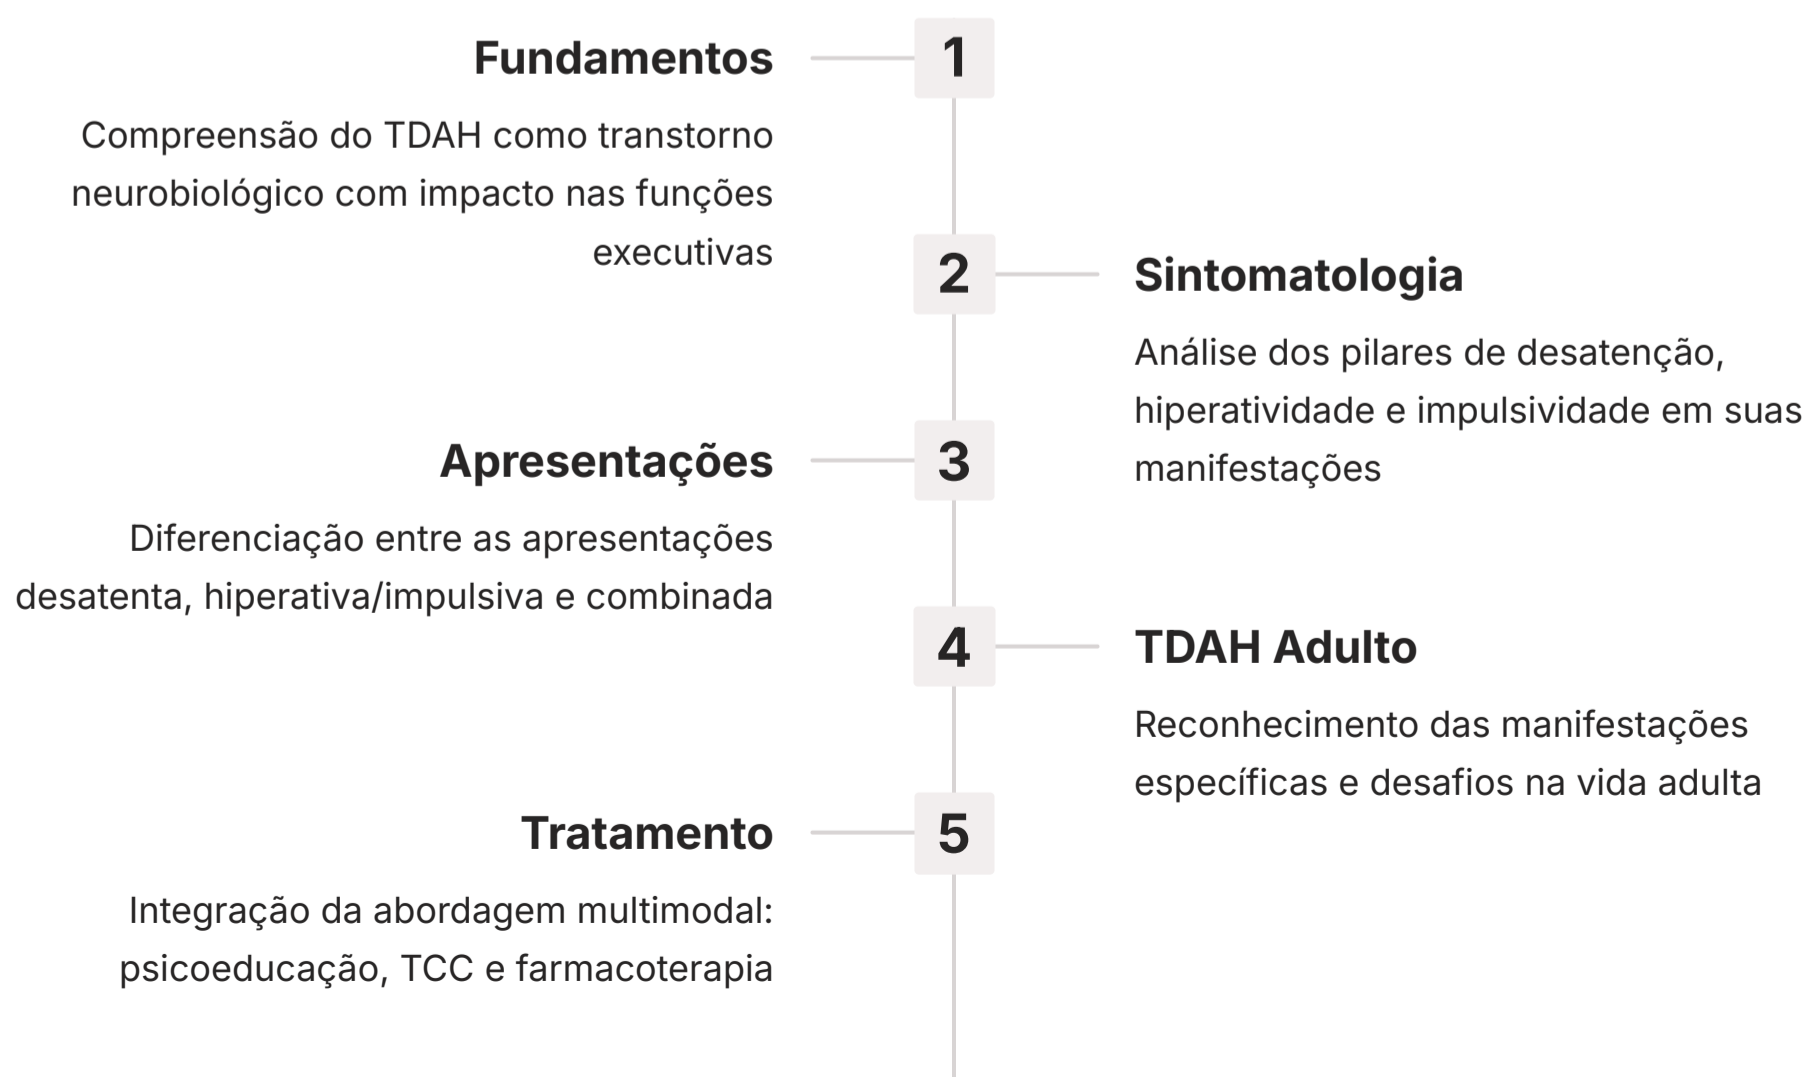 Fundamentos
1
Compreensão do TDAH como transtorno
neurobiológico com impacto nas funções
executivas
2
Sintomatologia
Análise dos pilares de desatenção,
hiperatividade e impulsividade em suas
manifestações
Apresentações
3
Diferenciação entre as apresentações
desatenta, hiperativa/impulsiva e combinada
4
TDAH Adulto
Reconhecimento das manifestações
específicas e desafios na vida adulta
Tratamento
5
Integração da abordagem multimodal:
psicoeducação, TCC e farmacoterapia